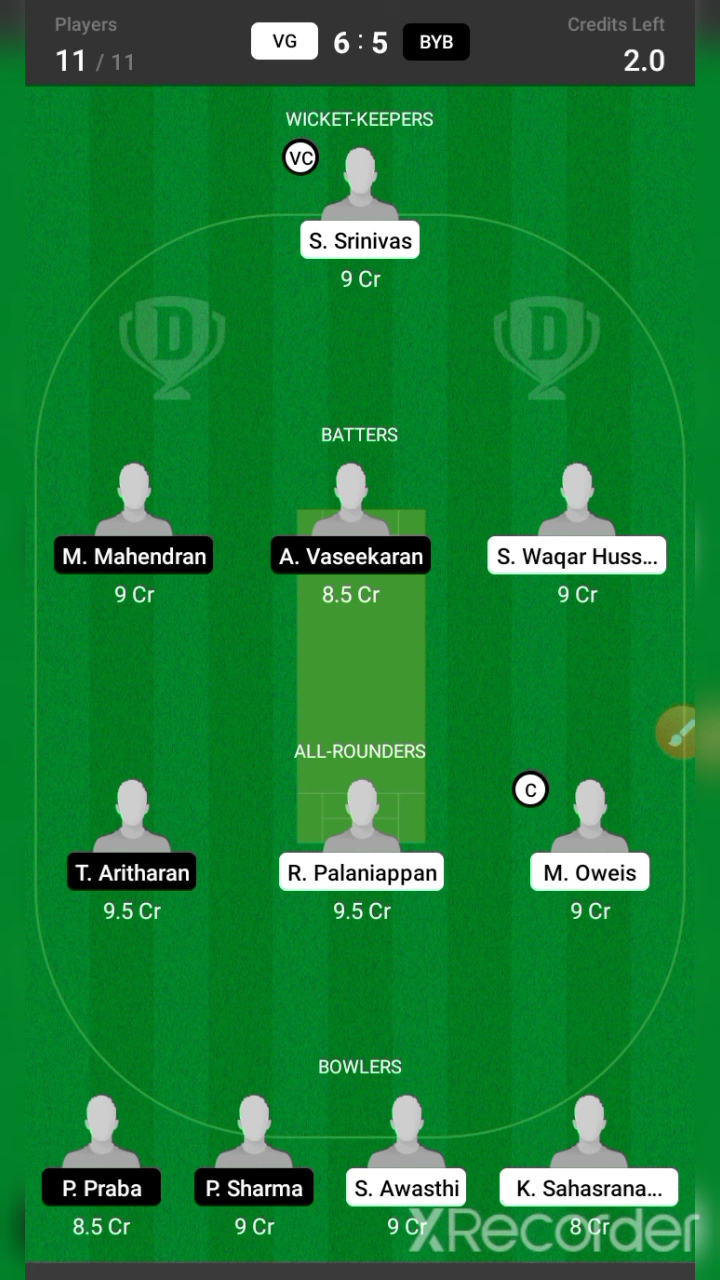 Players
VG 6 : 5 BYB
Credits Left
11 / 11
2.0
WICKET-KEEPERS
VC
S. Srinivas
9 Cr
D D
BATTERS
M. Mahendran A. Vaseekaran S. Waqar Huss...
9 Cr 8.5 Cr 9 Cr
ALL-ROUNDERS
C
T. Aritharan R. Palaniappan M. Oweis
9.5 Cr 9.5 Cr 9 Cr
BOWLERS
P. Praba P. Sharma S. Awasthi K. Sahasrana...
8.5 Cr 9 Cr 9 Cr 8 Cr
XRecorder